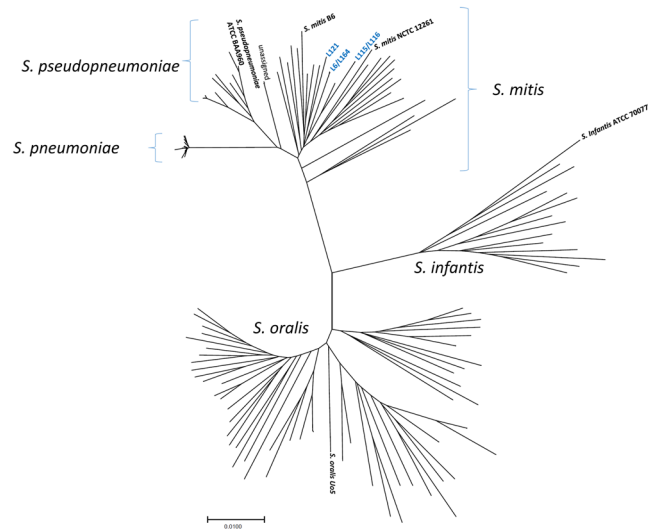 S. pseudopneumoniae
S. pneumoniae
S. pseudopneumoniae
ATCC BAA960
unassigned
S. mitis B6
L121
L6/L164
L115/L116
S. mitis NCTC 12261
S. mitis
S. Infantis ATCC 70077
S. infantis
S. oralis
S. oralis Uo5
0.0100